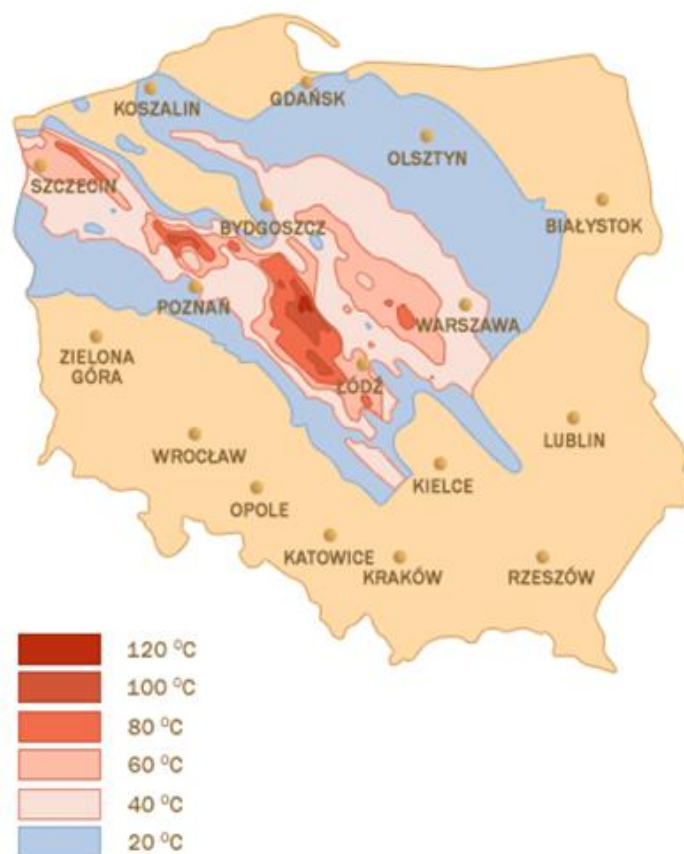 KOSZALIN
GDAŃSK
OLSZTYN
SZCZECIN
BIAŁYSTOK
BYDGOSZCZ
POZNAŃ
WARSZAWA
ZIELONA
GÓRA
ŁÓDŹ
LUBLIN
WROCŁAW
KIELCE
OPOLE
KATOWICE
KRAKÓW
RZESZÓW
120 °C
100 °C
80 °C
60 °C
40 °C
20 °C